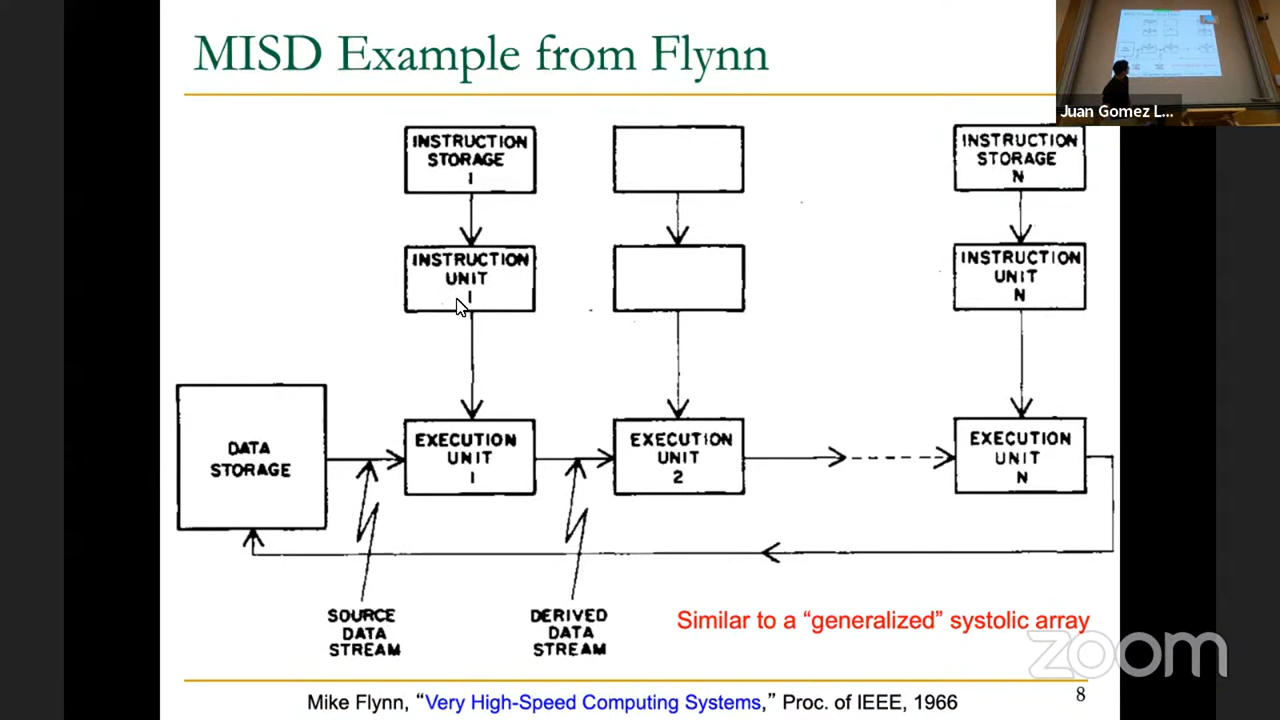 MISD Example from Flynn
Juan Gomez L...
INSTRUCTION
STORAGE
1
INSTRUCTION
STORAGE
N
INSTRUCTION
UNIT
1
INSTRUCTION
UNIT
N
DATA
STORAGE
EXECUTION
UNIT
1
EXECUTION
UNIT
2
EXECUTION
UNIT
N
SOURCE
DATA
STREAM
DERIVED
DATA
STREAM
Similar to a “generalized” systolic array
zoom
Mike Flynn, “Very High-Speed Computing Systems,” Proc. of IEEE, 1966
8